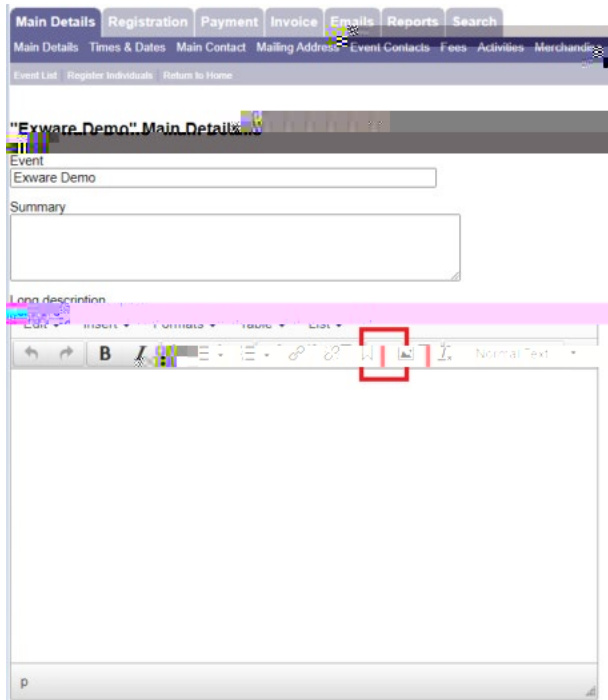 Main Details Registration Payment Invoice Emails Reports Search
Main Details Times & Dates Main Contact Mailing Address Event Contacts Fees Activities Merchandise
Event List Register Individuals Return to Home
"Exware Demo" Main Details
Event
Exware Demo
Summary
Long description
Edit Insert Formats Table List
B I Normal Text
p